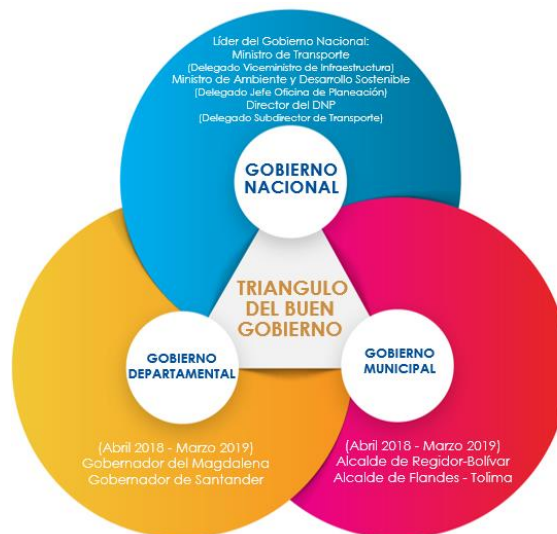 Líder del Gobierno Nacional:
Ministro de Transporte
(Delegado Viceministro de Infraestructura)
Ministro de Ambiente y Desarrollo Sostenible
(Delegado Jefe Oficina de Planeación)
Director del DNP
(Delegado Subdirector de Transporte)
GOBIERNO
NACIONAL
TRIANGULO
DEL BUEN
GOBIERNO
GOBIERNO
DEPARTAMENTAL
GOBIERNO
MUNICIPAL
(Abril 2018 - Marzo 2019)
Gobernador del Magdalena
Gobernador de Santander
(Abril 2018 - Marzo 2019)
Alcalde de Regidor-Bolívar
Alcalde de Flandes - Tolima